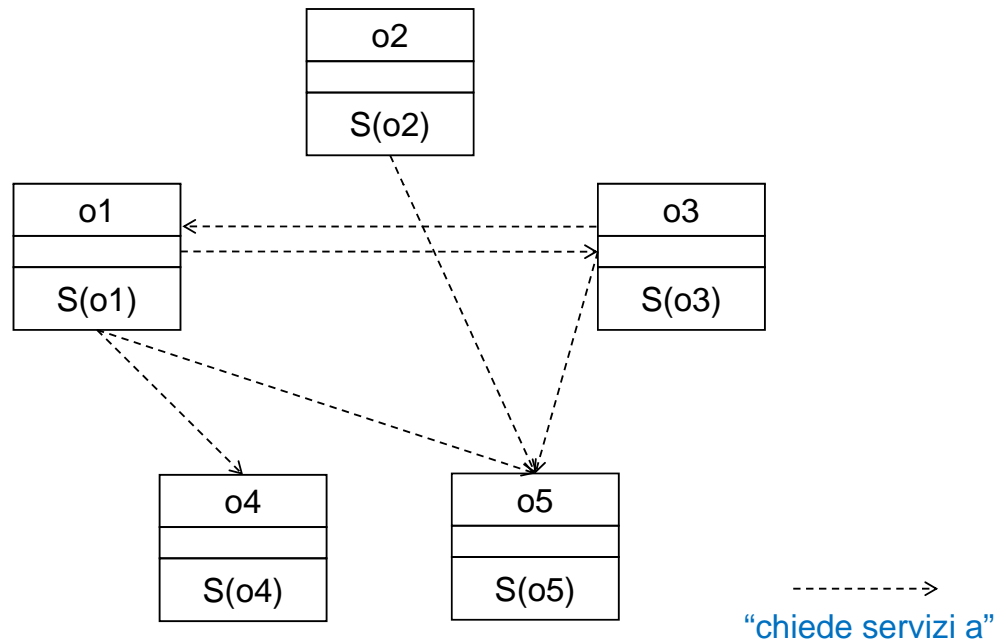 o2
S(o2)
o1
S(o1)
o3
S(o3)
o4
S(o4)
o5
S(o5)
“chiede servizi a”